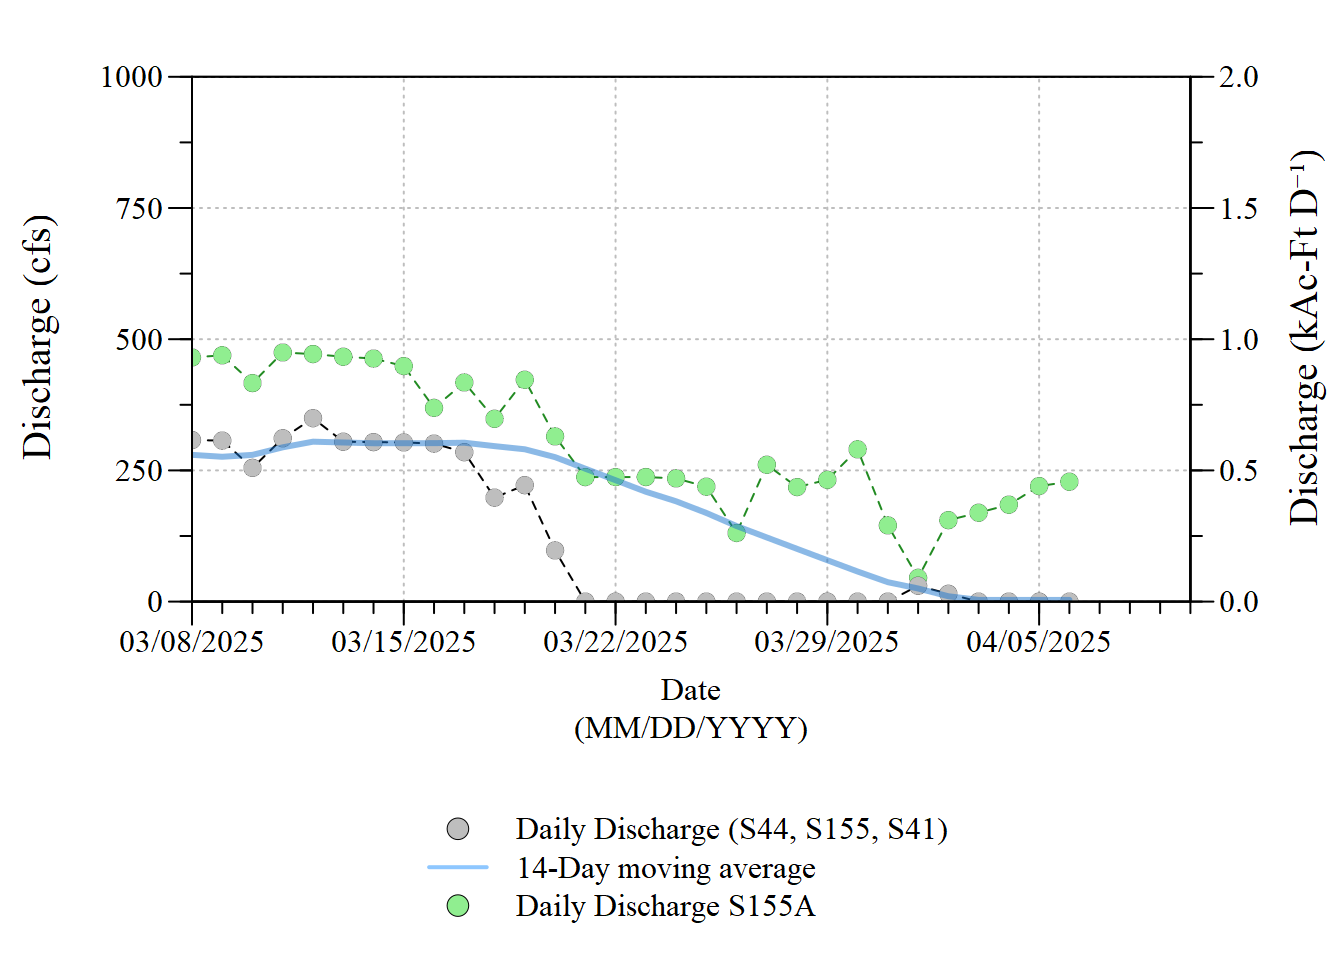 1000
750
500
250
0
Discharge (cfs)
2.0
1.5
1.0
0.5
0.0
Discharge (kAc-Ft D⁻¹)
03/08/2025
03/15/2025
03/22/2025
03/29/2025
04/05/2025
Date
(MM/DD/YYYY)
Daily Discharge (S44, S155, S41)
14-Day moving average
Daily Discharge S155A